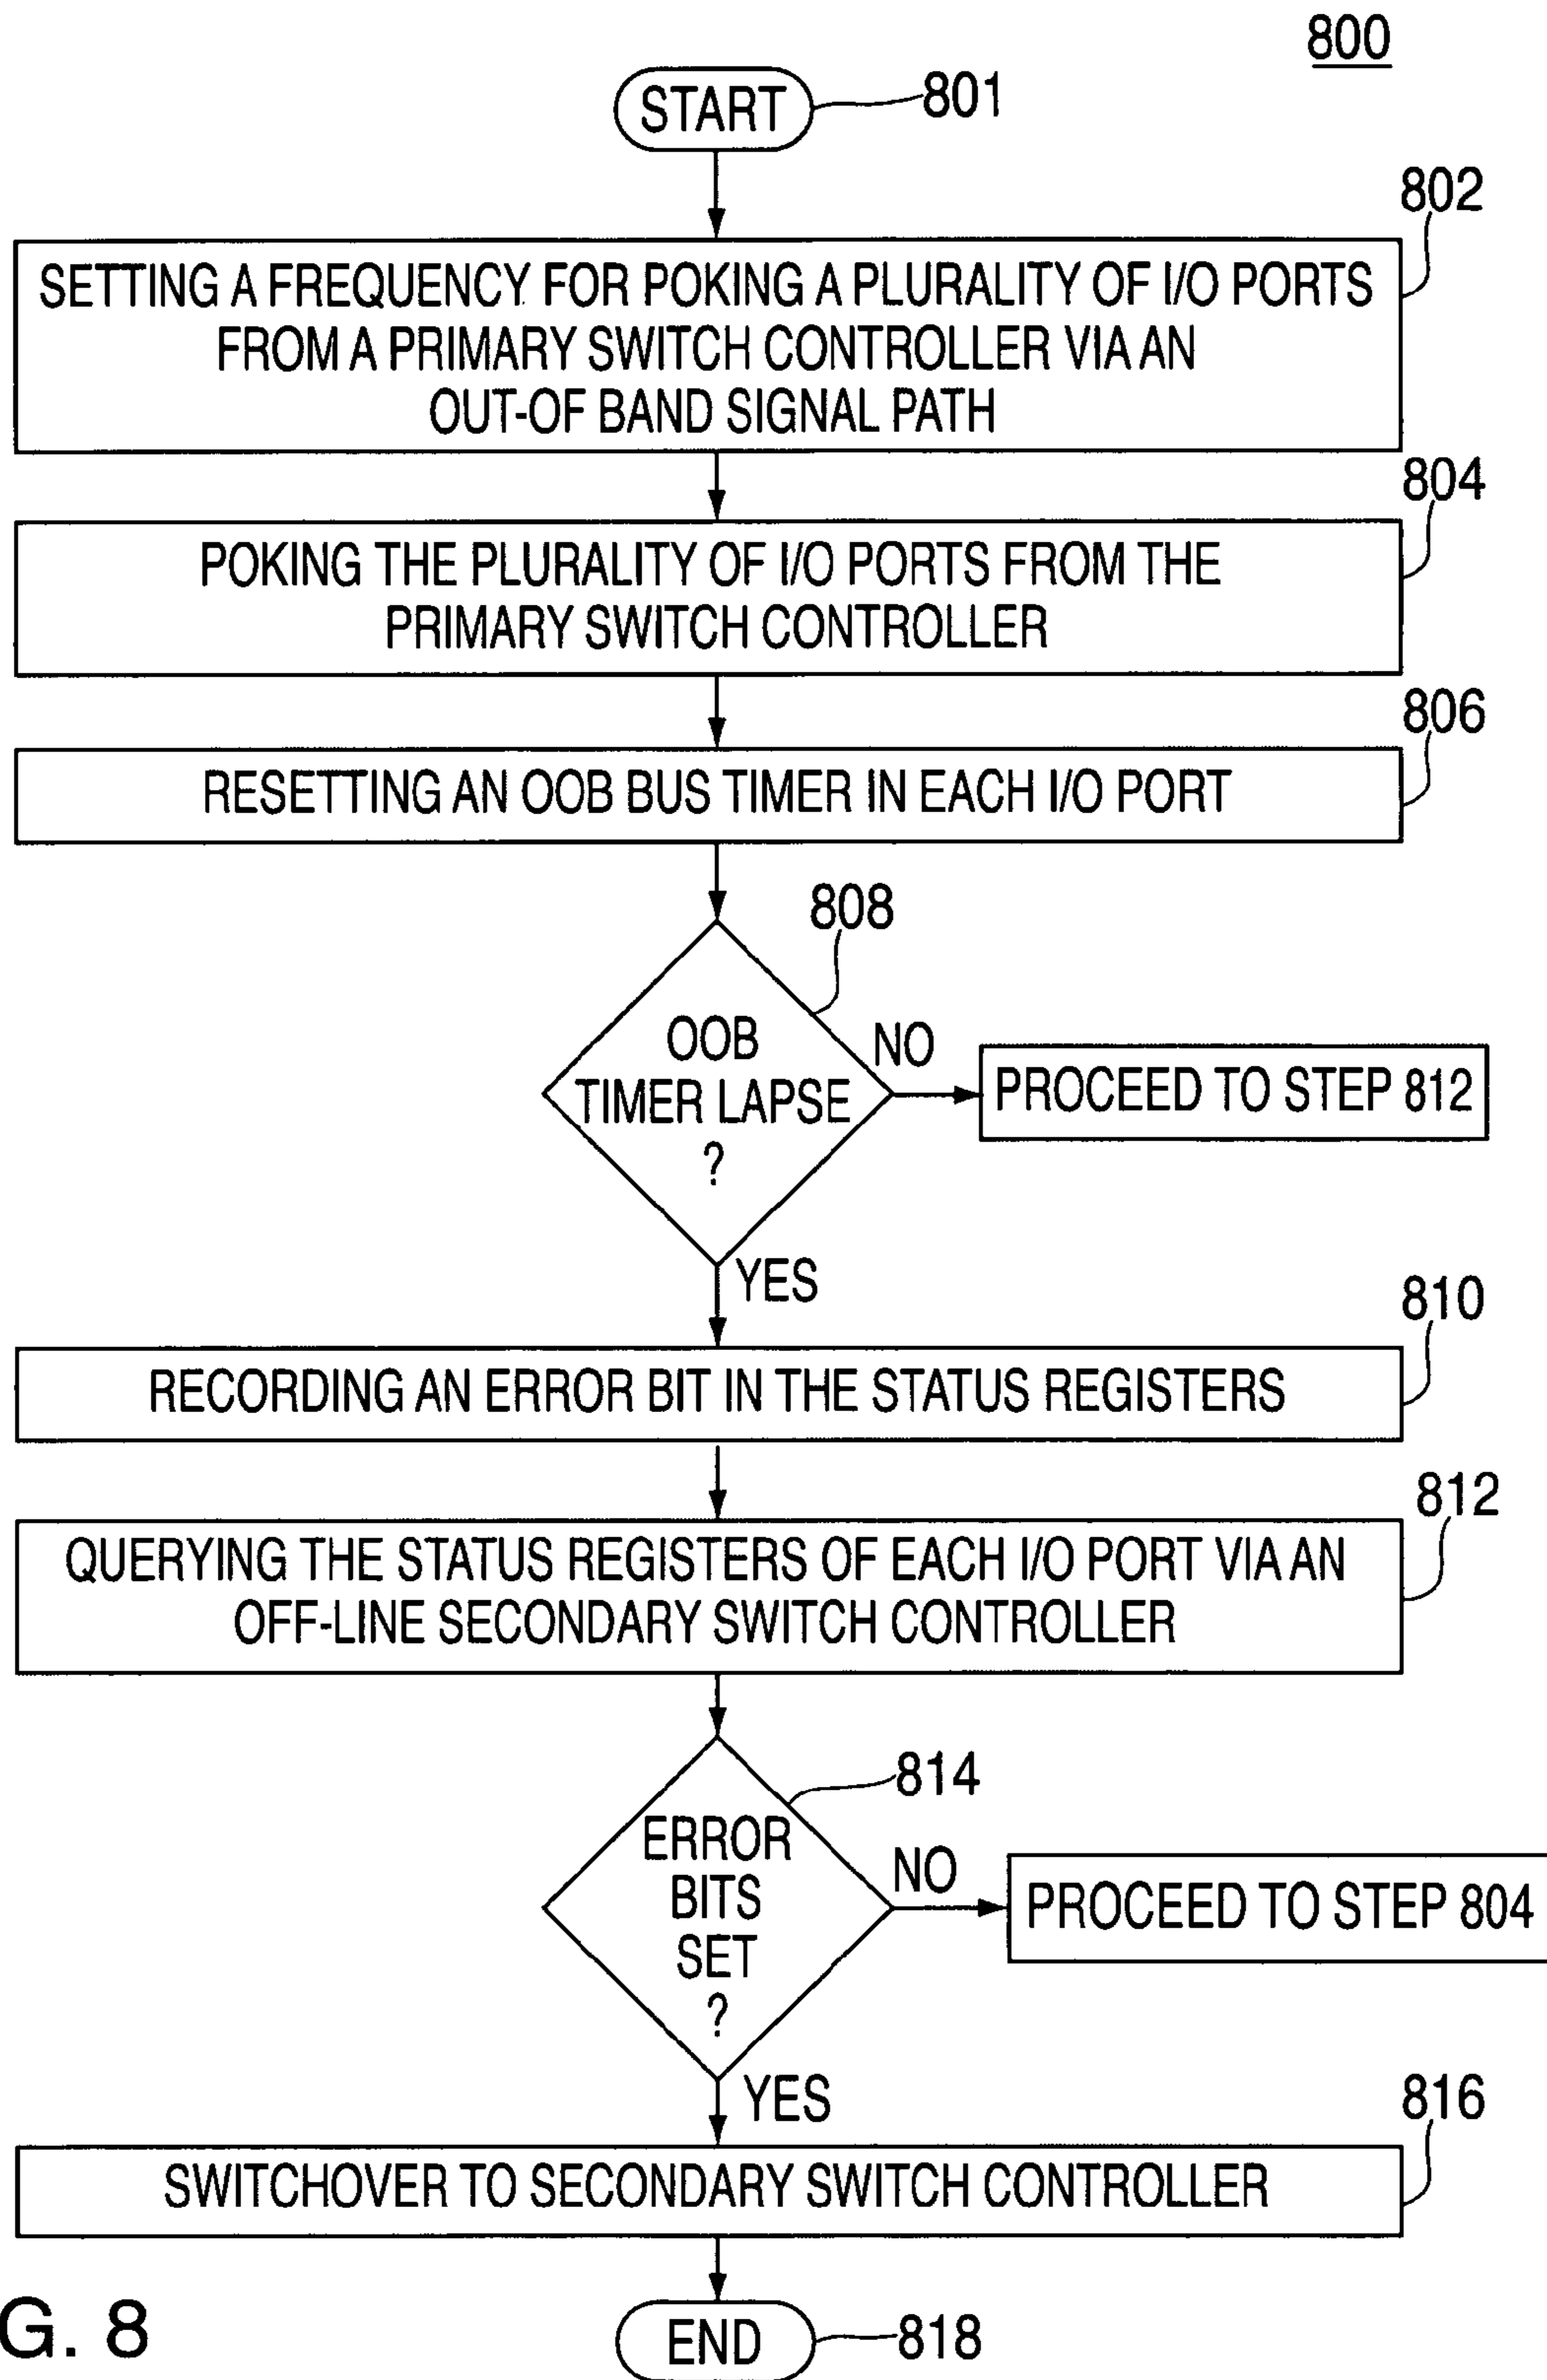 800
START
801
802
SETTING A FREQUENCY FOR POKING A PLURALITY OF I/O PORTS
FROM A PRIMARY SWITCH CONTROLLER VIA AN
OUT-OF BAND SIGNAL PATH
804
POKING THE PLURALITY OF I/O PORTS FROM THE
PRIMARY SWITCH CONTROLLER
806
RESETTING AN OOB BUS TIMER IN EACH I/O PORT
808
OOB
TIMER LAPSE
?
NO
PROCEED TO STEP 812
YES
810
RECORDING AN ERROR BIT IN THE STATUS REGISTERS
812
QUERYING THE STATUS REGISTERS OF EACH I/O PORT VIA AN
OFF-LINE SECONDARY SWITCH CONTROLLER
814
ERROR
BITS
SET
?
NO
PROCEED TO STEP 804
YES
816
SWITCHOVER TO SECONDARY SWITCH CONTROLLER
END
818
G. 8